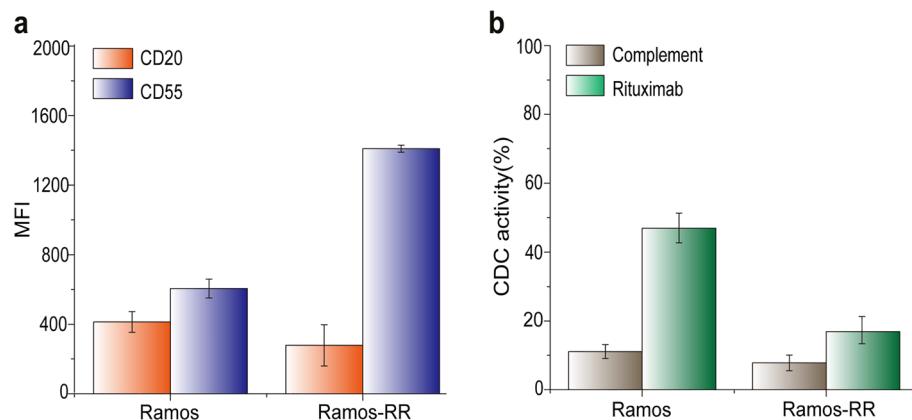 a
2000
1600
1200
800
400
0
MFI
CD20
CD55
Ramos
Ramos-RR
b
100
80
60
40
20
0
CDC activity(%)
Complement
Rituximab
Ramos
Ramos-RR